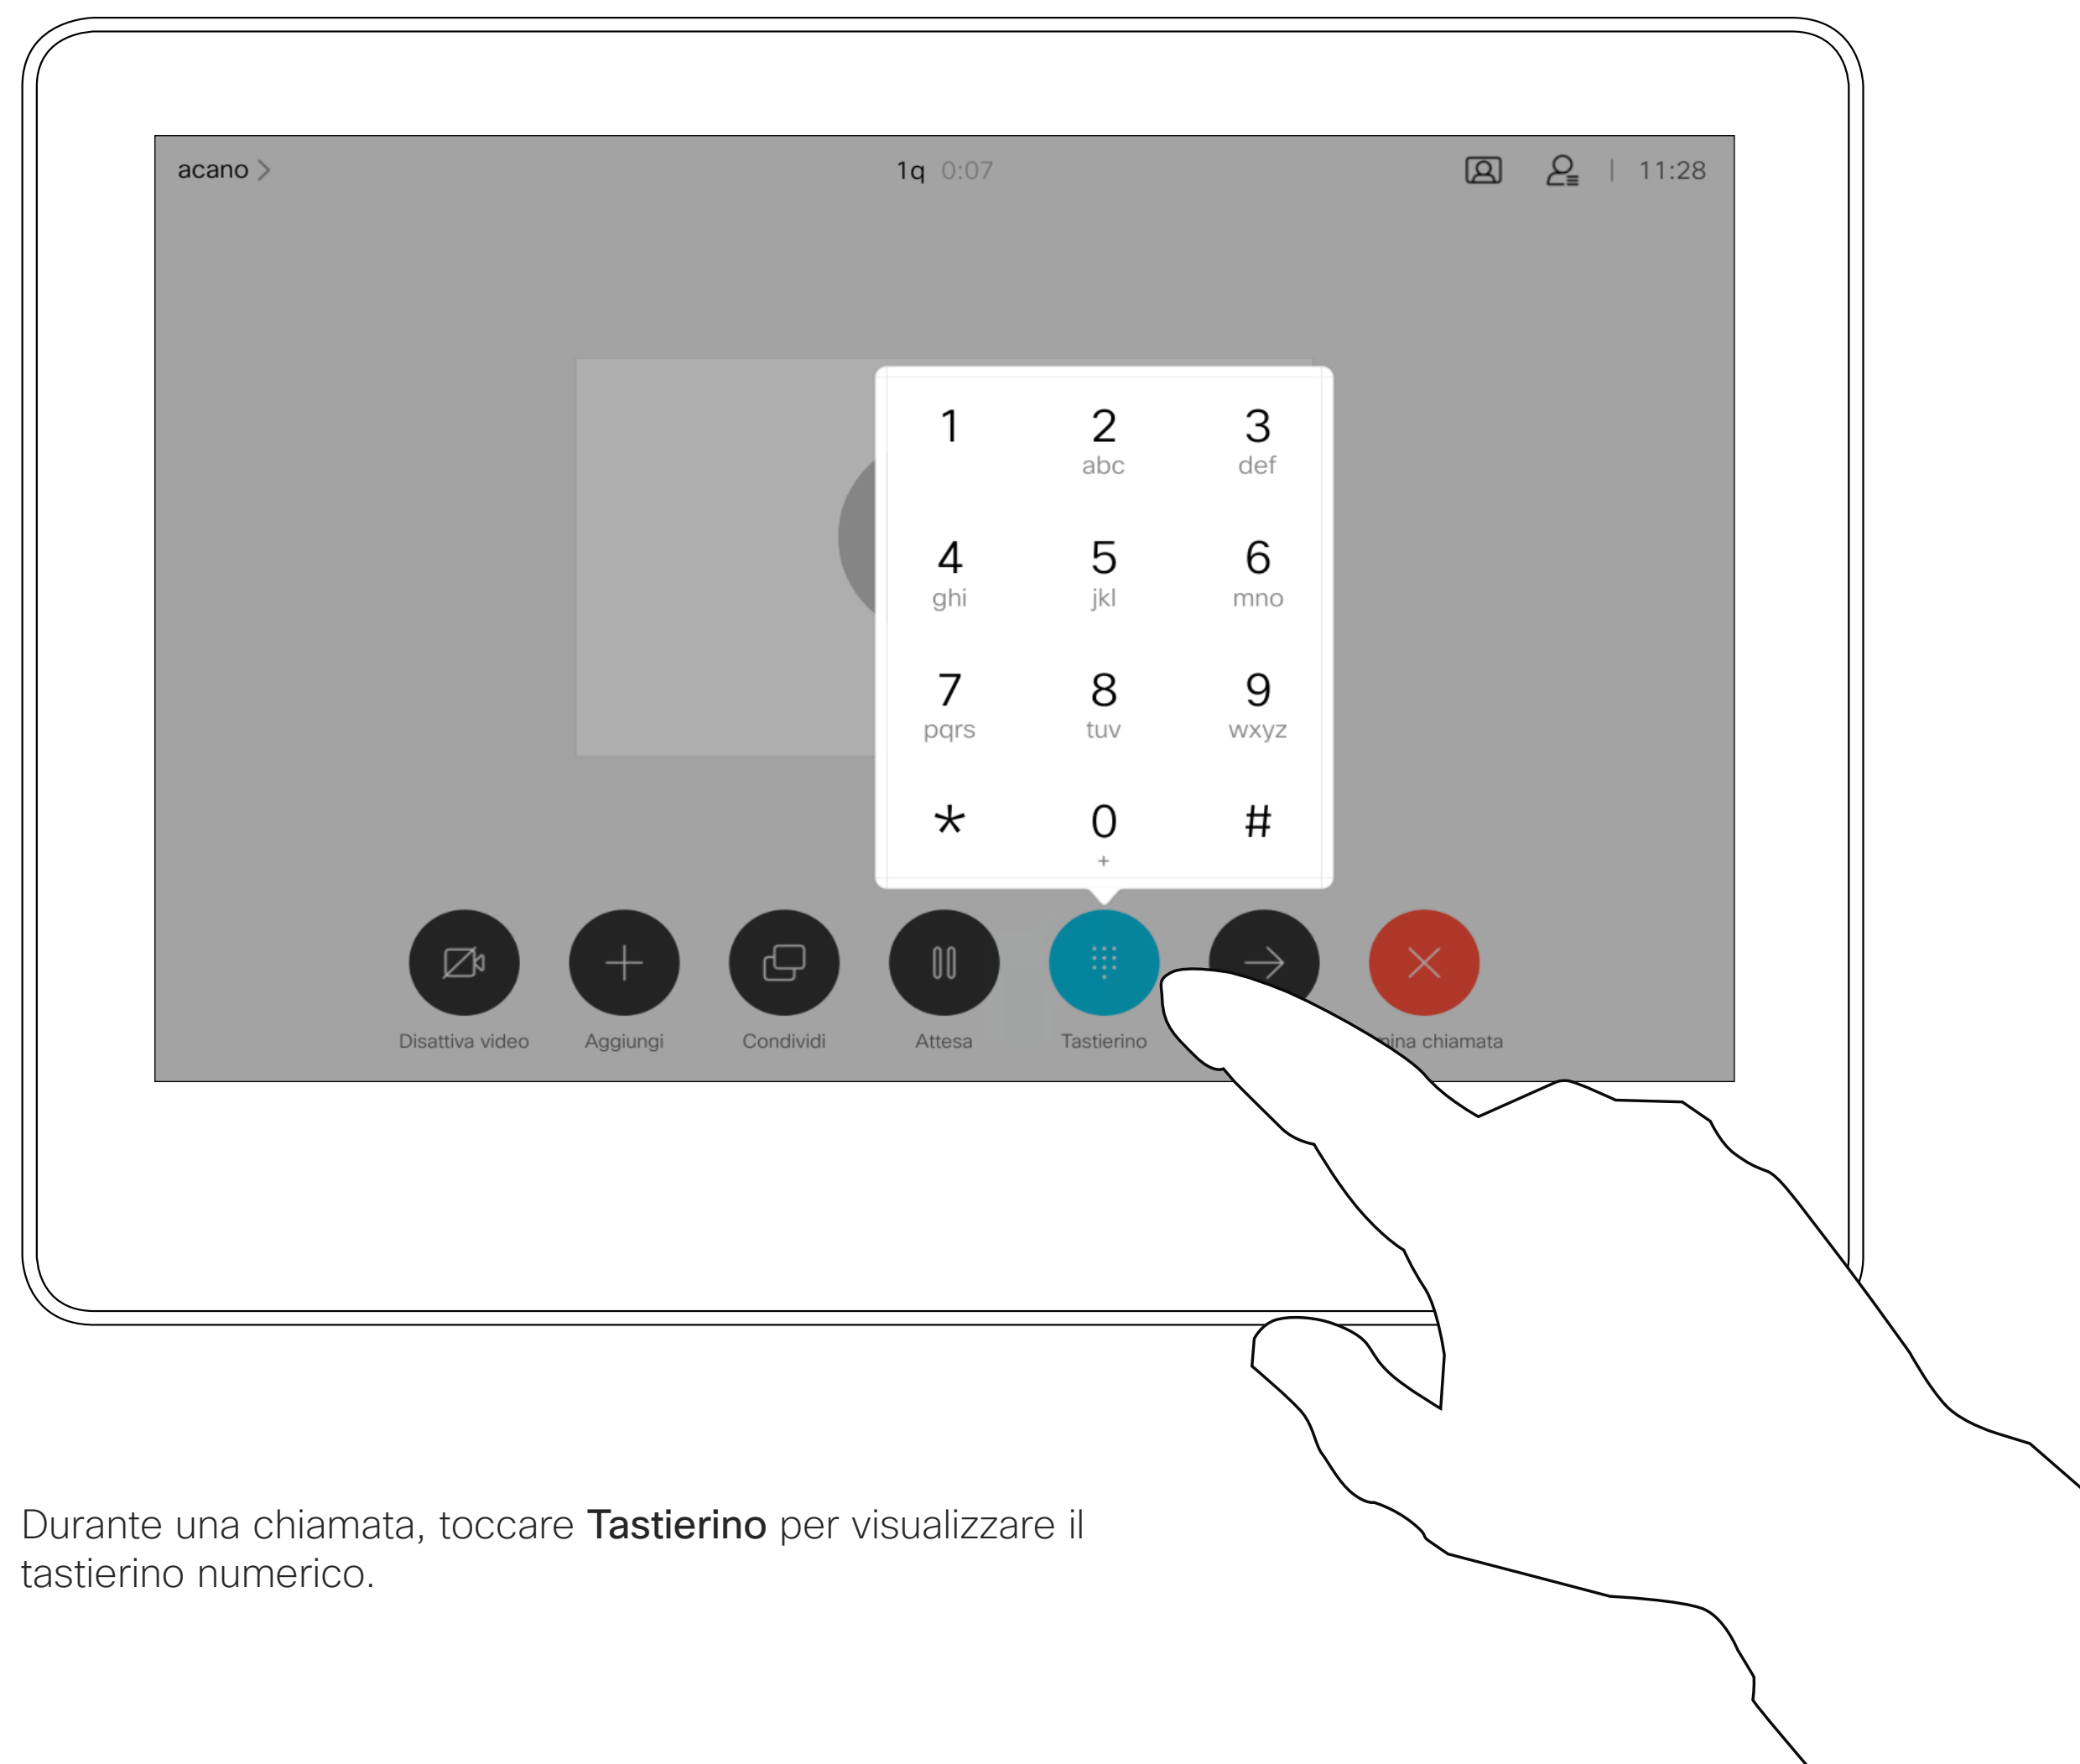 acano
1q 0:07
11:28
1 2 3
abc def
4 5 6
ghi jkl mno
7 8 9
pqrs tuv wxyz
* 0 #
+
Disattiva video Aggiungi Condividi Attesa Tastierino chiamata
Durante una chiamata, toccare Tastierino per visualizzare il
tastierino numerico.